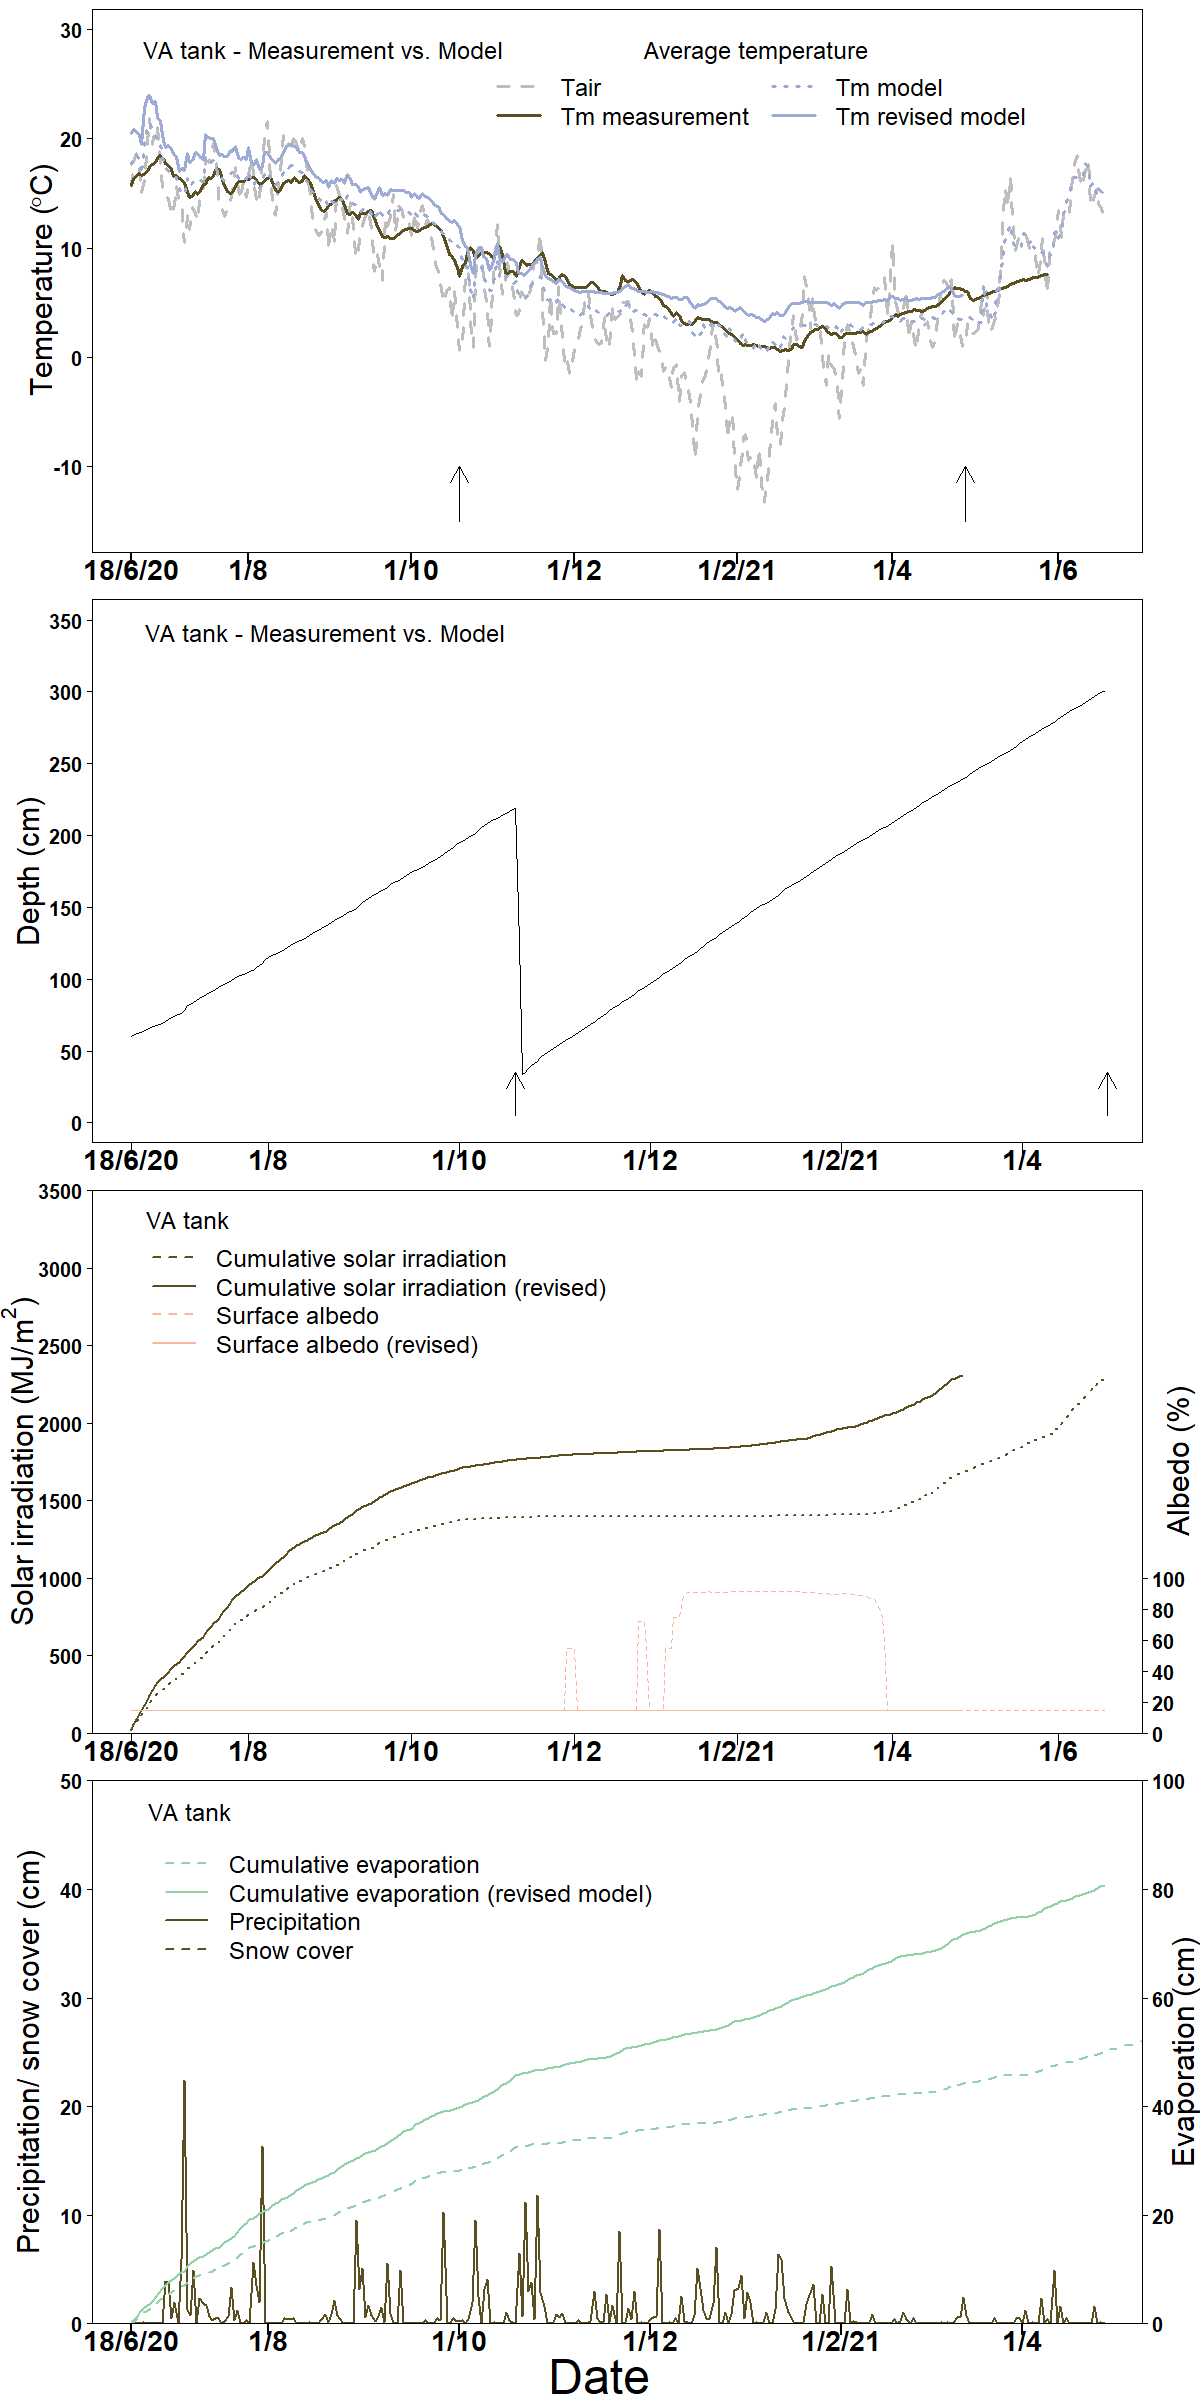 VA tank - Measurement vs. Model
Average temperature
Tair
Tm measurement
Tm model
Tm revised model
Temperature (°C)
30
20
10
0
-10
18/6/20 1/8 1/10 1/12 1/2/21 1/4 1/6
VA tank - Measurement vs. Model
Depth (cm)
350
300
250
200
150
100
50
0
18/6/20 1/8 1/10 1/12 1/2/21 1/4
VA tank
Cumulative solar irradiation
Cumulative solar irradiation (revised)
Surface albedo
Surface albedo (revised)
Solar irradiation (MJ/m²)
3500
3000
2500
2000
1500
1000
500
0
Albedo (%)
100
80
60
40
20
0
18/6/20 1/8 1/10 1/12 1/2/21 1/4 1/6
VA tank
Cumulative evaporation
Cumulative evaporation (revised model)
Precipitation
Snow cover
Precipitation/ snow cover (cm)
50
40
30
20
10
0
Evaporation (cm)
100
80
60
40
20
0
18/6/20 1/8 1/10 1/12 1/2/21 1/4
Date